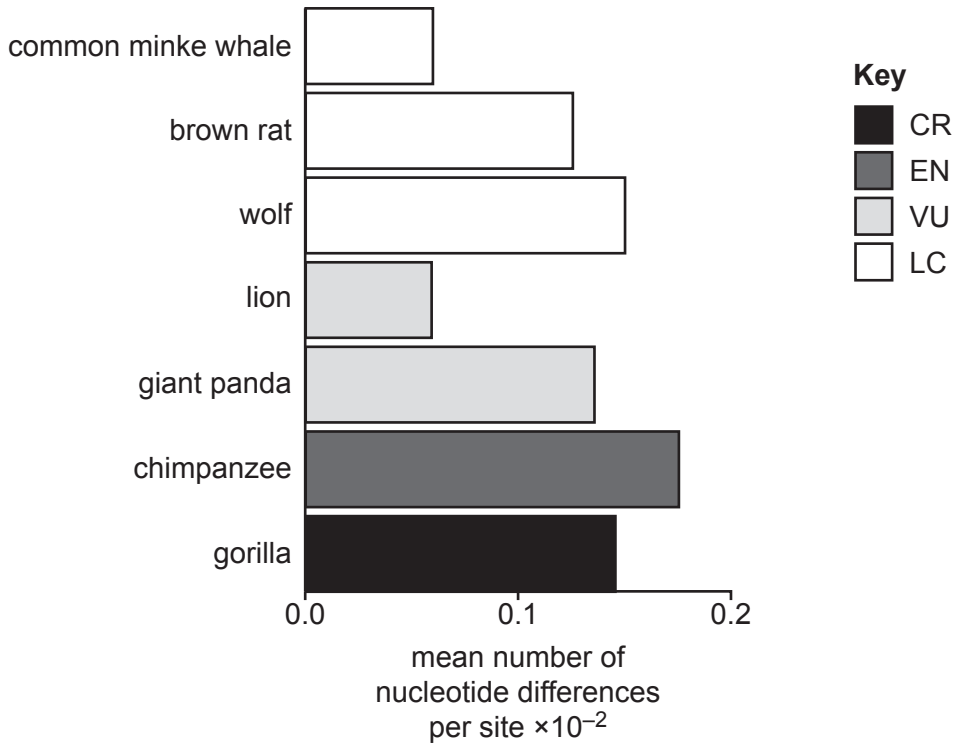 common minke whale
brown rat
wolf
lion
giant panda
chimpanzee
gorilla
0.0
0.1
0.2
mean number of
nucleotide differences
per site ×10⁻²
Key
CR
EN
VU
LC